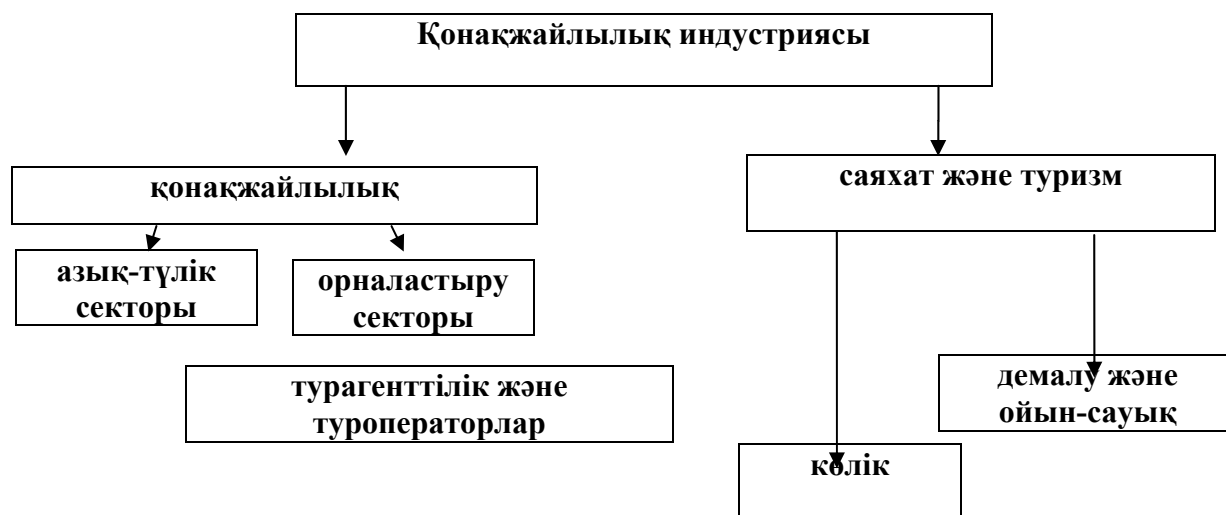 Қонақжайлылық индустриясы
қонақжайлылық
саяхат және туризм
азық-түлік
секторы
орналастыру
секторы
турагенттілік және
туроператорлар
демалу және
ойын-сауық
көлік